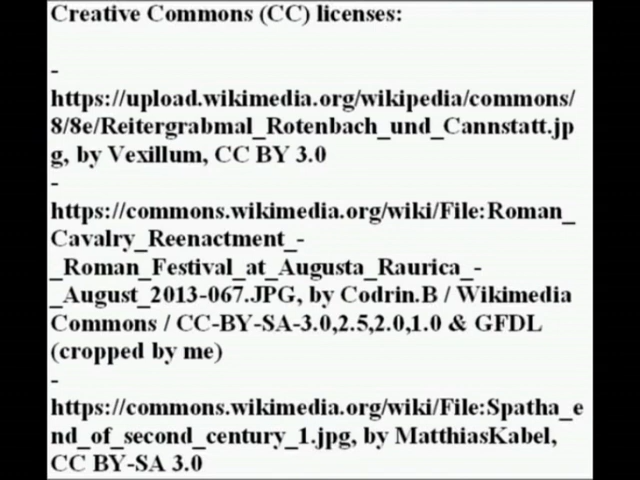 Creative Commons (CC) licenses:
-
https://upload.wikimedia.org/wikipedia/commons/
8/8e/Reitergrabmal_Rotenbach_und_Cannstatt.jp
g, by Vexillum, CC BY 3.0
-
https://commons.wikimedia.org/wiki/File:Roman_
Cavalry_Reenactment_-
_Roman_Festival_at_Augusta_Raurica_-
_August_2013-067.JPG, by Codrin.B / Wikimedia
Commons / CC-BY-SA-3.0,2.5,2.0,1.0 & GFDL
(cropped by me)
-
https://commons.wikimedia.org/wiki/File:Spatha_e
nd_of_second_century_1.jpg, by MatthiasKabel,
CC BY-SA 3.0